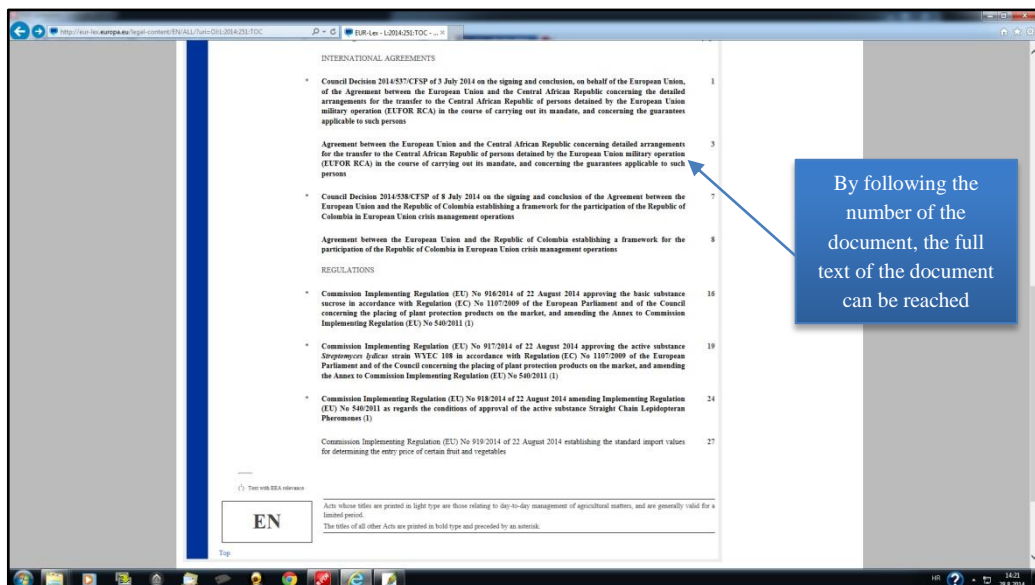 http://eur-lex.europa.eu/legal-content/EN/ALL/?uri=OJ:L:2014:251:TOC
EUR-Lex - L:2014:251:TOC - ...
INTERNATIONAL AGREEMENTS
* Council Decision 2014/537/CFSP of 3 July 2014 on the signing and conclusion, on behalf of the European Union, 1
of the Agreement between the European Union and the Central African Republic concerning the detailed
arrangements for the transfer to the Central African Republic of persons detained by the European Union
military operation (EUFOR RCA) in the course of carrying out its mandate, and concerning the guarantees
applicable to such persons
Agreement between the European Union and the Central African Republic concerning detailed arrangements 3
for the transfer to the Central African Republic of persons detained by the European Union military operation
(EUFOR RCA) in the course of carrying out its mandate, and concerning the guarantees applicable to such
persons
* Council Decision 2014/538/CFSP of 8 July 2014 on the signing and conclusion of the Agreement between the 7
European Union and the Republic of Colombia establishing a framework for the participation of the Republic of
Colombia in European Union crisis management operations
Agreement between the European Union and the Republic of Colombia establishing a framework for the 8
participation of the Republic of Colombia in European Union crisis management operations
REGULATIONS
* Commission Implementing Regulation (EU) No 916/2014 of 22 August 2014 approving the basic substance 16
sucrose in accordance with Regulation (EC) No 1107/2009 of the European Parliament and of the Council
concerning the placing of plant protection products on the market, and amending the Annex to Commission
Implementing Regulation (EU) No 540/2011 (1)
* Commission Implementing Regulation (EU) No 917/2014 of 22 August 2014 approving the active substance 19
Streptomyces lydicus strain WYEC 108 in accordance with Regulation (EC) No 1107/2009 of the European
Parliament and of the Council concerning the placing of plant protection products on the market, and amending
the Annex to Commission Implementing Regulation (EU) No 540/2011 (1)
* Commission Implementing Regulation (EU) No 918/2014 of 22 August 2014 amending Implementing Regulation 24
(EU) No 540/2011 as regards the conditions of approval of the active substance Straight Chain Lepidopteran
Pheromones (1)
Commission Implementing Regulation (EU) No 919/2014 of 22 August 2014 establishing the standard import values 27
for determining the entry price of certain fruit and vegetables
(1) Text with EEA relevance
EN
Acts whose titles are printed in light type are those relating to day-to-day management of agricultural matters, and are generally valid for a
limited period.
The titles of all other Acts are printed in bold type and preceded by an asterisk.
Top
By following the
number of the
document, the full
text of the document
can be reached
HR
14:21
28.8.2014